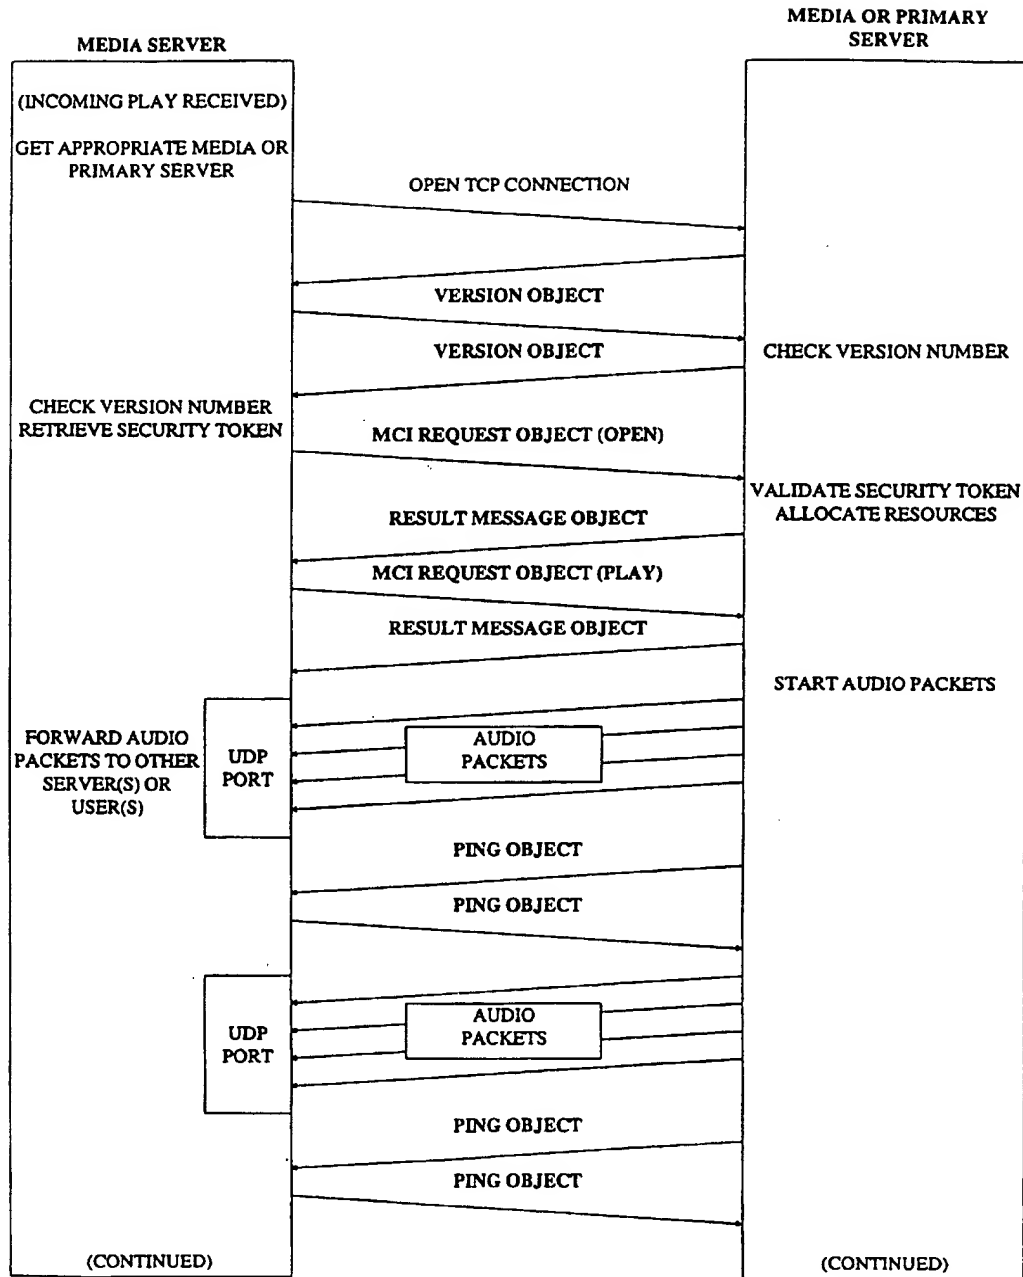 MEDIA SERVER
MEDIA OR PRIMARY
SERVER
(INCOMING PLAY RECEIVED)
GET APPROPRIATE MEDIA OR
PRIMARY SERVER
OPEN TCP CONNECTION
VERSION OBJECT
VERSION OBJECT
CHECK VERSION NUMBER
CHECK VERSION NUMBER
RETRIEVE SECURITY TOKEN
MCI REQUEST OBJECT (OPEN)
VALIDATE SECURITY TOKEN
ALLOCATE RESOURCES
RESULT MESSAGE OBJECT
MCI REQUEST OBJECT (PLAY)
RESULT MESSAGE OBJECT
START AUDIO PACKETS
FORWARD AUDIO
PACKETS TO OTHER
SERVER(S) OR
USER(S)
UDP
PORT
AUDIO
PACKETS
PING OBJECT
PING OBJECT
UDP
PORT
AUDIO
PACKETS
PING OBJECT
PING OBJECT
(CONTINUED)
(CONTINUED)